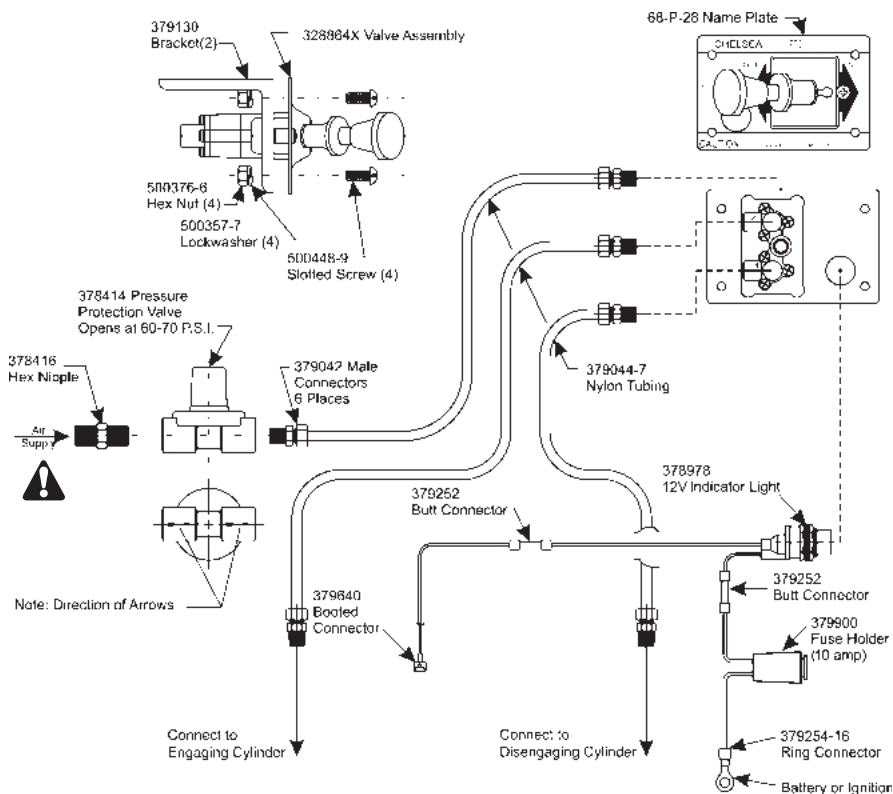 379130
Bracket(2)
328864X Valve Assembly
68-P-28 Name Plate
CHELSEA
CAUTION
500376-6
Hex Nut (4)
500357-7
Lockwasher (4)
500448-9
Slotted Screw (4)
378414 Pressure
Protection Valve
Opens at 60-70 P.S.I.
378416
Hex Nipple
379042 Male
Connectors
6 Places
379044-7
Nylon Tubing
Air
Supply
378978
12V Indicator Light
379252
Butt Connector
Note: Direction of Arrows
379640
Booted
Connector
379252
Butt Connector
379900
Fuse Holder
(10 amp)
Connect to
Engaging Cylinder
Connect to
Disengaging Cylinder
379254-16
Ring Connector
Battery or Ignition